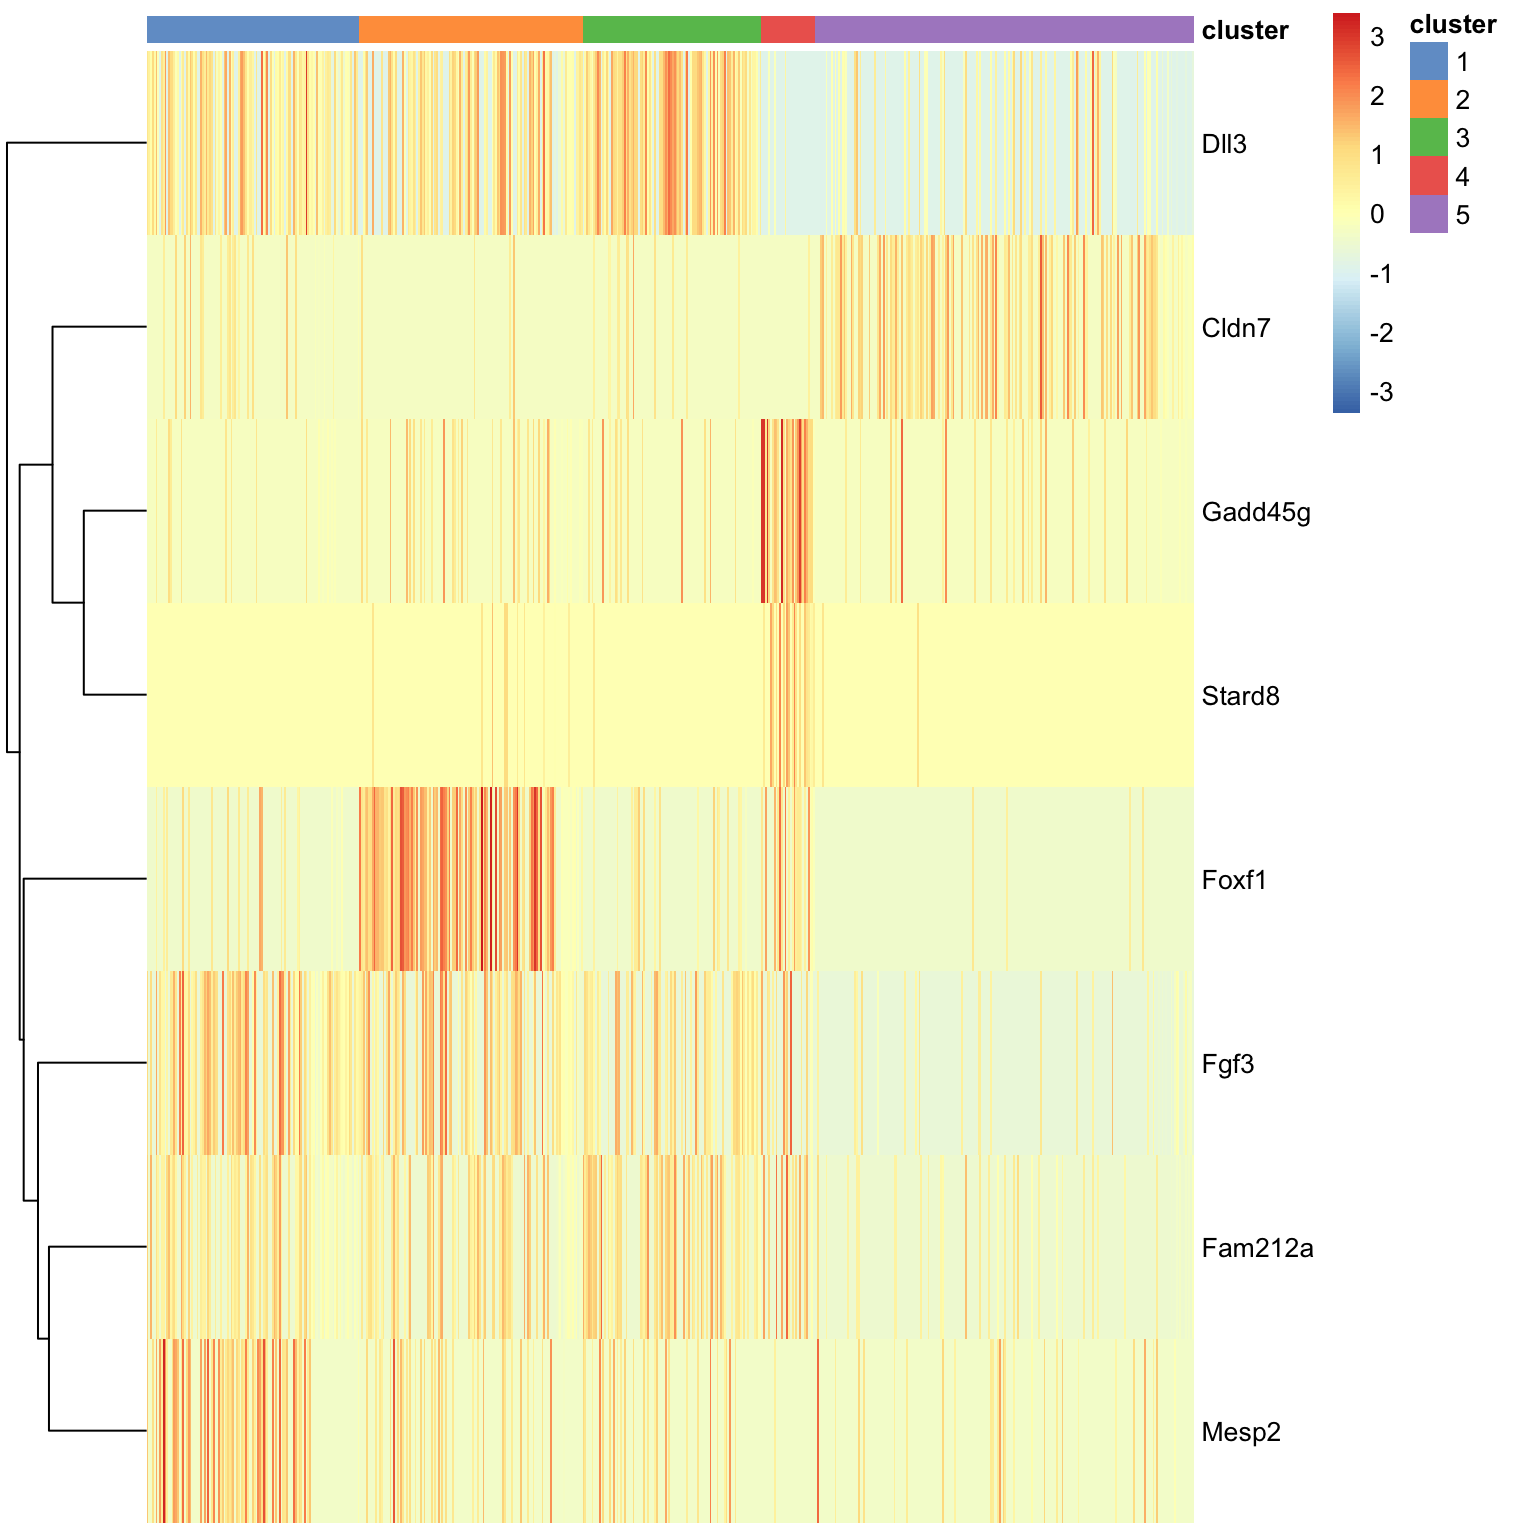 cluster
Dll3
Cldn7
Gadd45g
Stard8
Foxf1
Fgf3
Fam212a
Mesp2
3
2
1
0
-1
-2
-3
cluster
1
2
3
4
5